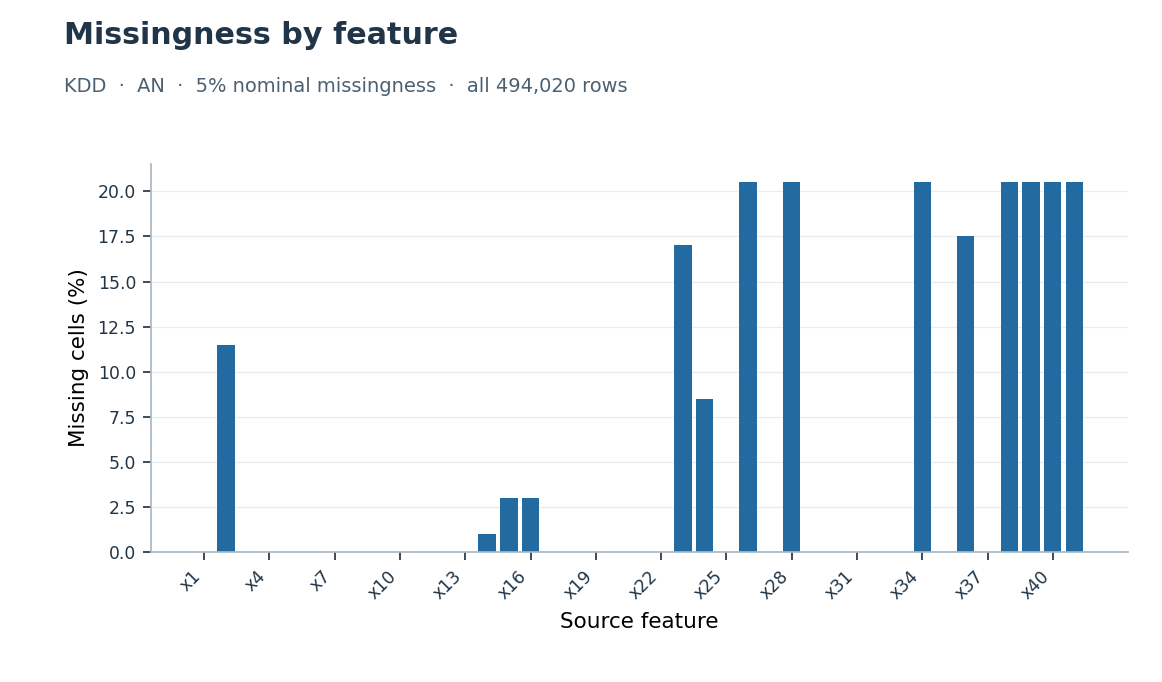 Missingness by feature
KDD · AN · 5% nominal missingness · all 494,020 rows
20.0
17.5
15.0
12.5
10.0
7.5
5.0
2.5
0.0
Missing cells (%)
x1 x4 x7 x10 x13 x16 x19 x22 x25 x28 x31 x34 x37 x40
Source feature